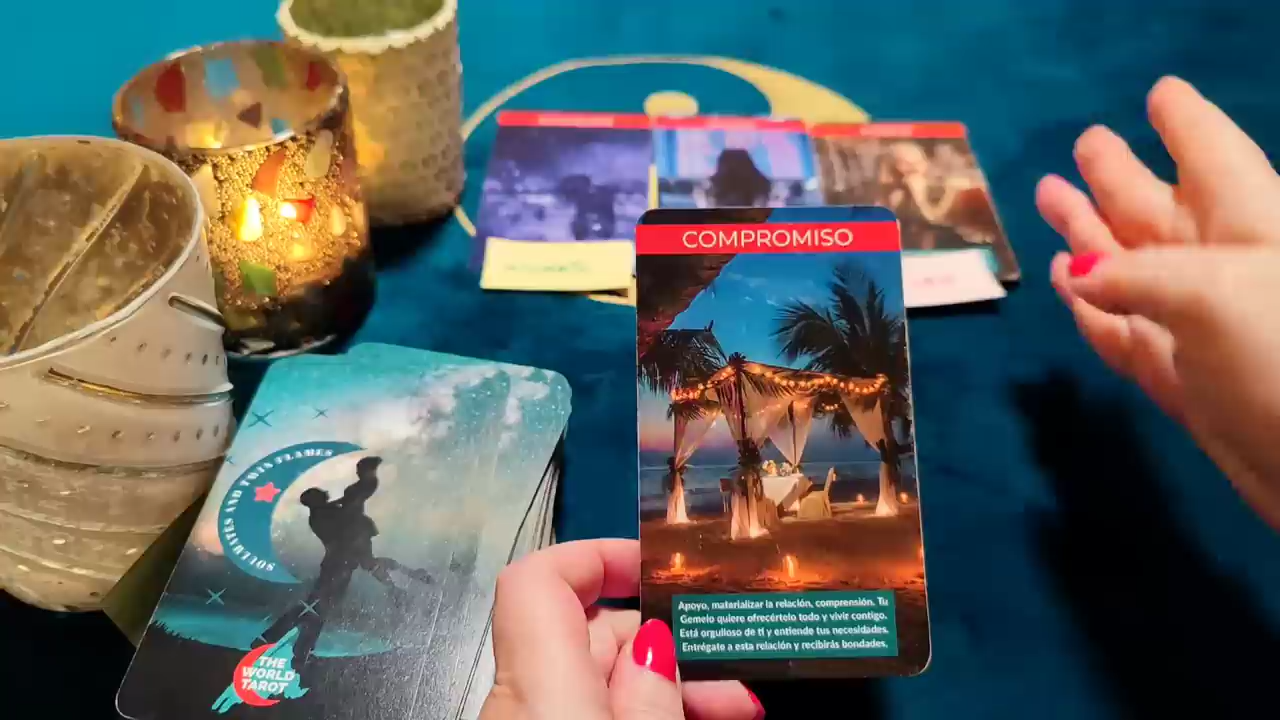 COMPROMISO
Apoyo, materializar la relación, comprensión. Tu
Gemelo quiere ofrecértelo todo y vivir contigo.
Está orgulloso de ti y entiende tus necesidades.
Entrégate a esta relación y recibirás bondades.
SOULMATES AND TWIN FLAMES
THE
WORLD
TAROT